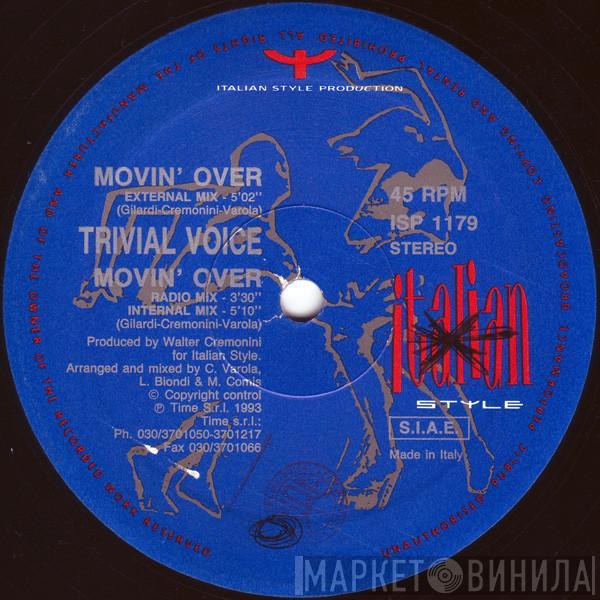 ITALIAN STYLE PRODUCTION
MOVIN' OVER
EXTERNAL MIX - 5'02''
(Gilardi-Cremonini-Varola)
TRIVIAL VOICE
MOVIN' OVER
RADIO MIX - 3'30''
INTERNAL MIX - 5'10''
(Gilardi-Cremonini-Varola)
Produced by Walter Cremonini
for Italian Style.
Arranged and mixed by C. Varola,
L. Biondi & M. Comis
© Copyright control
℗ Time S.r.l. 1993
Time s.r.l.:
Ph. 030/3701050-3701217
Fax 030/3701066
45 RPM
ISP 1179
STEREO
italian
STYLE
S.I.A.E.
Made in Italy
ALL RIGHTS OF THE MANUFACTURER AND OF THE OWNER OF THE RECORDED WORK RESERVED
UNAUTHORISED PUBLIC PERFORMANCE BROADCASTING COPYING AND RENTAL PROHIBITED
МАРКЕТ ВИНИЛА